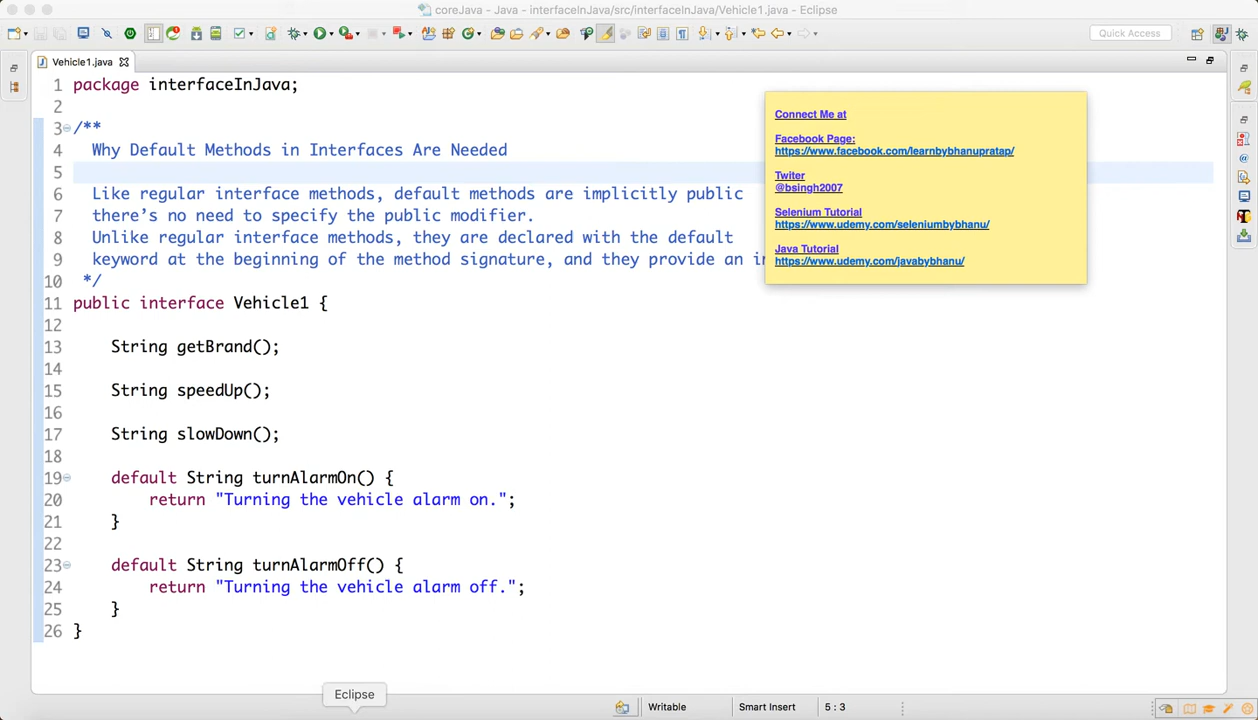 coreJava - Java - interfaceInJava/src/interfaceInJava/Vehicle1.java - Eclipse
Quick Access
Vehicle1.java
1 package interfaceInJava;
2
3 /**
4 Why Default Methods in Interfaces Are Needed
5
6 Like regular interface methods, default methods are implicitly public
7 there’s no need to specify the public modifier.
8 Unlike regular interface methods, they are declared with the default
9 keyword at the beginning of the method signature, and they provide an
10 */
11 public interface Vehicle1 {
12
13 String getBrand();
14
15 String speedUp();
16
17 String slowDown();
18
19 default String turnAlarmOn() {
20 return "Turning the vehicle alarm on.";
21 }
22
23 default String turnAlarmOff() {
24 return "Turning the vehicle alarm off.";
25 }
26 }
Connect Me at
Facebook Page:
https://www.facebook.com/learnbybhanupratap/
Twiter
@bsingh2007
Selenium Tutorial
https://www.udemy.com/seleniumbybhanu/
Java Tutorial
https://www.udemy.com/javabybhanu/
Eclipse
Writable
Smart Insert
5 : 3